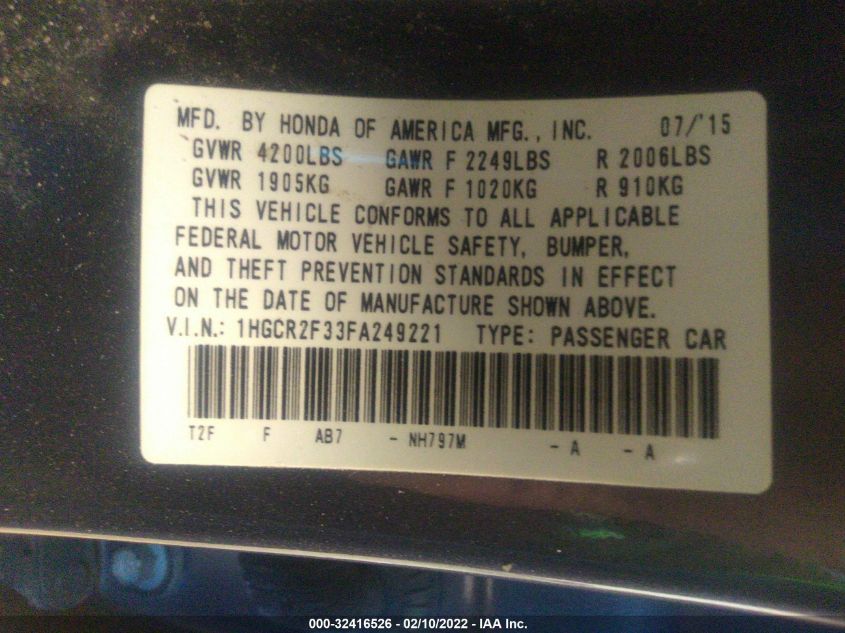 MFD. BY HONDA OF AMERICA MFG., INC. 07/'15
GVWR 4200LBS GAWR F 2249LBS R 2006LBS
GVWR 1905KG GAWR F 1020KG R 910KG
THIS VEHICLE CONFORMS TO ALL APPLICABLE
FEDERAL MOTOR VEHICLE SAFETY, BUMPER,
AND THEFT PREVENTION STANDARDS IN EFFECT
ON THE DATE OF MANUFACTURE SHOWN ABOVE.
V.I.N.: 1HGCR2F33FA249221 TYPE: PASSENGER CAR
T2F F AB7 - NH797M - A - A
000-32416526 - 02/10/2022 - IAA Inc.